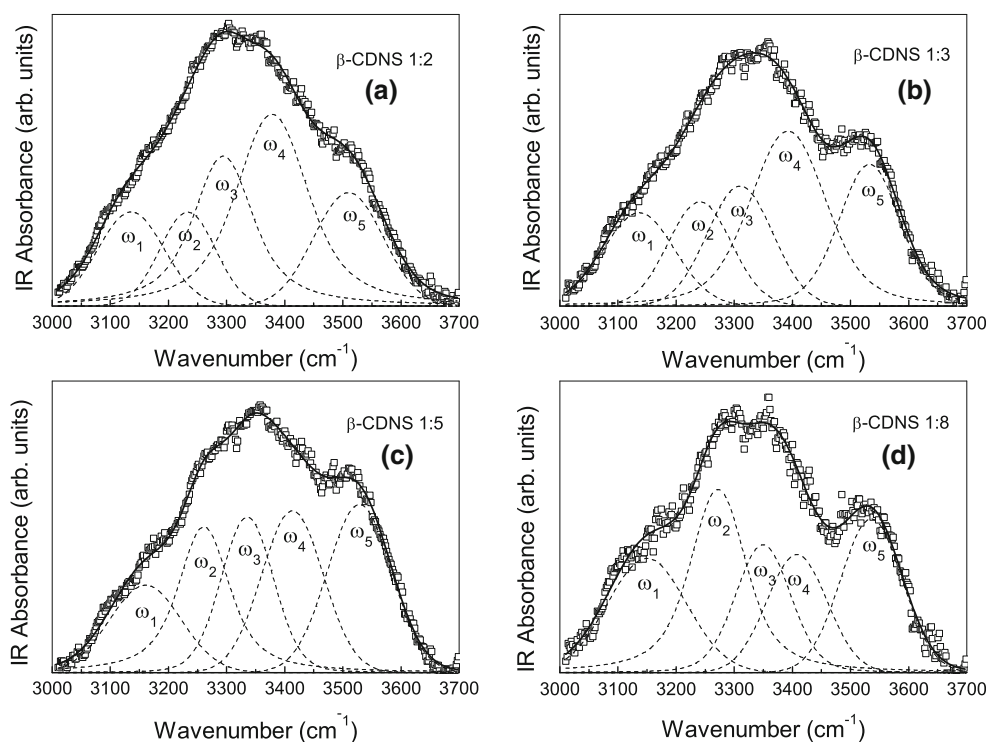 IR Absorbance (arb. units)
β-CDNS 1:2
(a)
ω1
ω2
ω3
ω4
ω5
3000 3100 3200 3300 3400 3500 3600 3700
Wavenumber (cm-1)
IR Absorbance (arb. units)
β-CDNS 1:3
(b)
ω1
ω2
ω3
ω4
ω5
3000 3100 3200 3300 3400 3500 3600 3700
Wavenumber (cm-1)
IR Absorbance (arb. units)
β-CDNS 1:5
(c)
ω1
ω2
ω3
ω4
ω5
3000 3100 3200 3300 3400 3500 3600 3700
Wavenumber (cm-1)
IR Absorbance (arb. units)
β-CDNS 1:8
(d)
ω1
ω2
ω3
ω4
ω5
3000 3100 3200 3300 3400 3500 3600 3700
Wavenumber (cm-1)